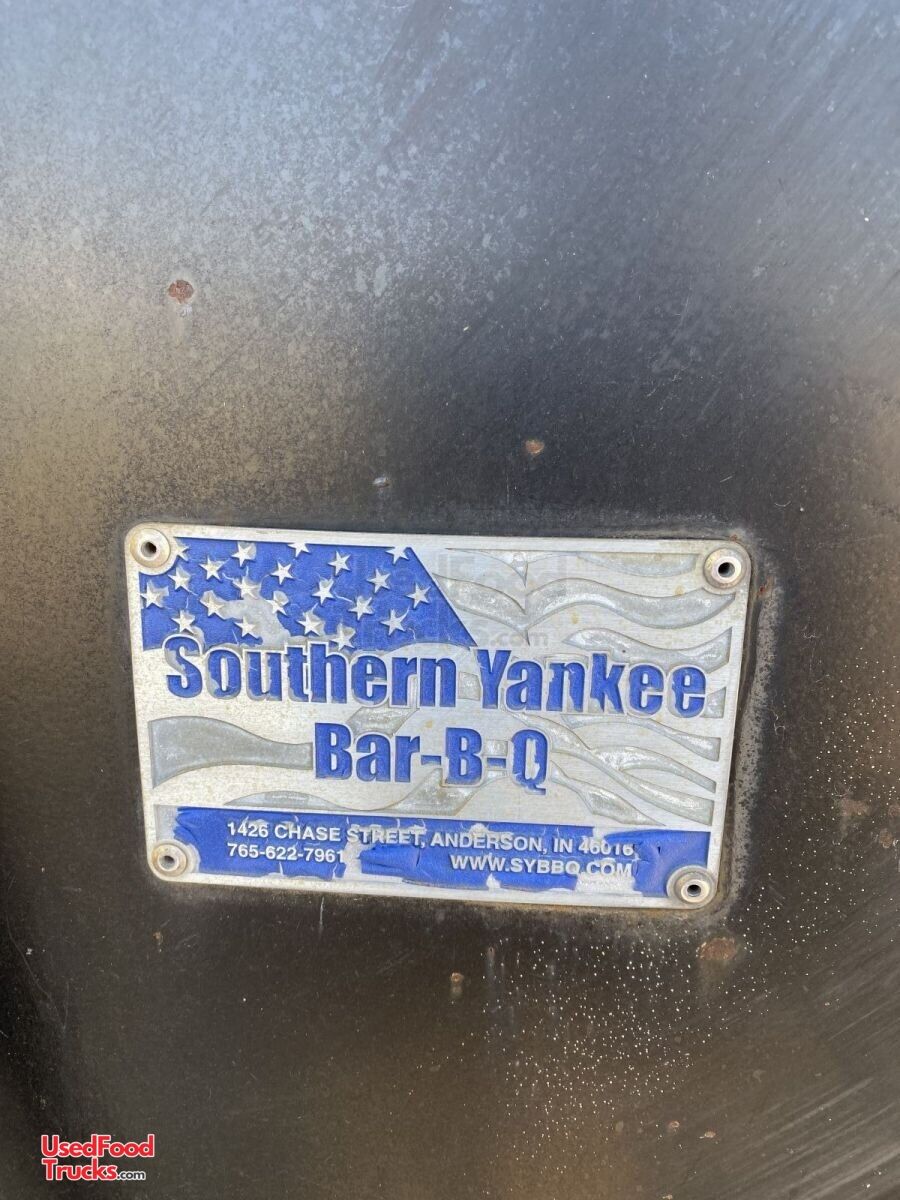 Southern Yankee
Bar-B-Q
1426 CHASE STREET, ANDERSON, IN 46016
765-622-7961 WWW.SYBBQ.COM
UsedFood
Trucks.com